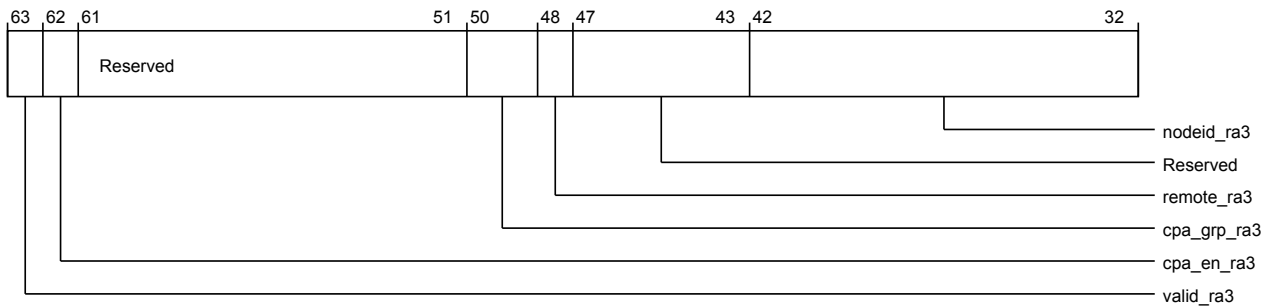 63 62 61 51 50 48 47 43 42 32
Reserved
nodeid_ra3
Reserved
remote_ra3
cpa_grp_ra3
cpa_en_ra3
valid_ra3